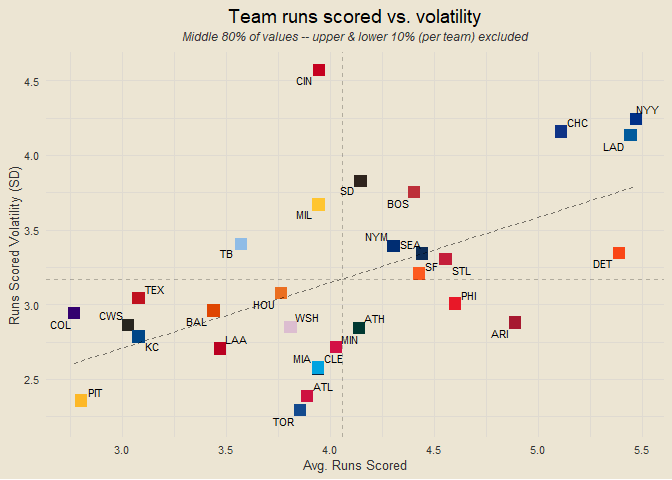 Team runs scored vs. volatility
Middle 80% of values -- upper & lower 10% (per team) excluded
Runs Scored Volatility (SD)
4.5
4.0
3.5
3.0
2.5
CIN
NYY
CHC
LAD
SD
BOS
MIL
NYM
SEA
TB
SF
STL
DET
TEX
HOU
PHI
COL
CWS
BAL
WSH
ATH
ARI
KC
LAA
MIN
MIA
CLE
PIT
ATL
TOR
3.0
3.5
4.0
4.5
5.0
5.5
Avg. Runs Scored